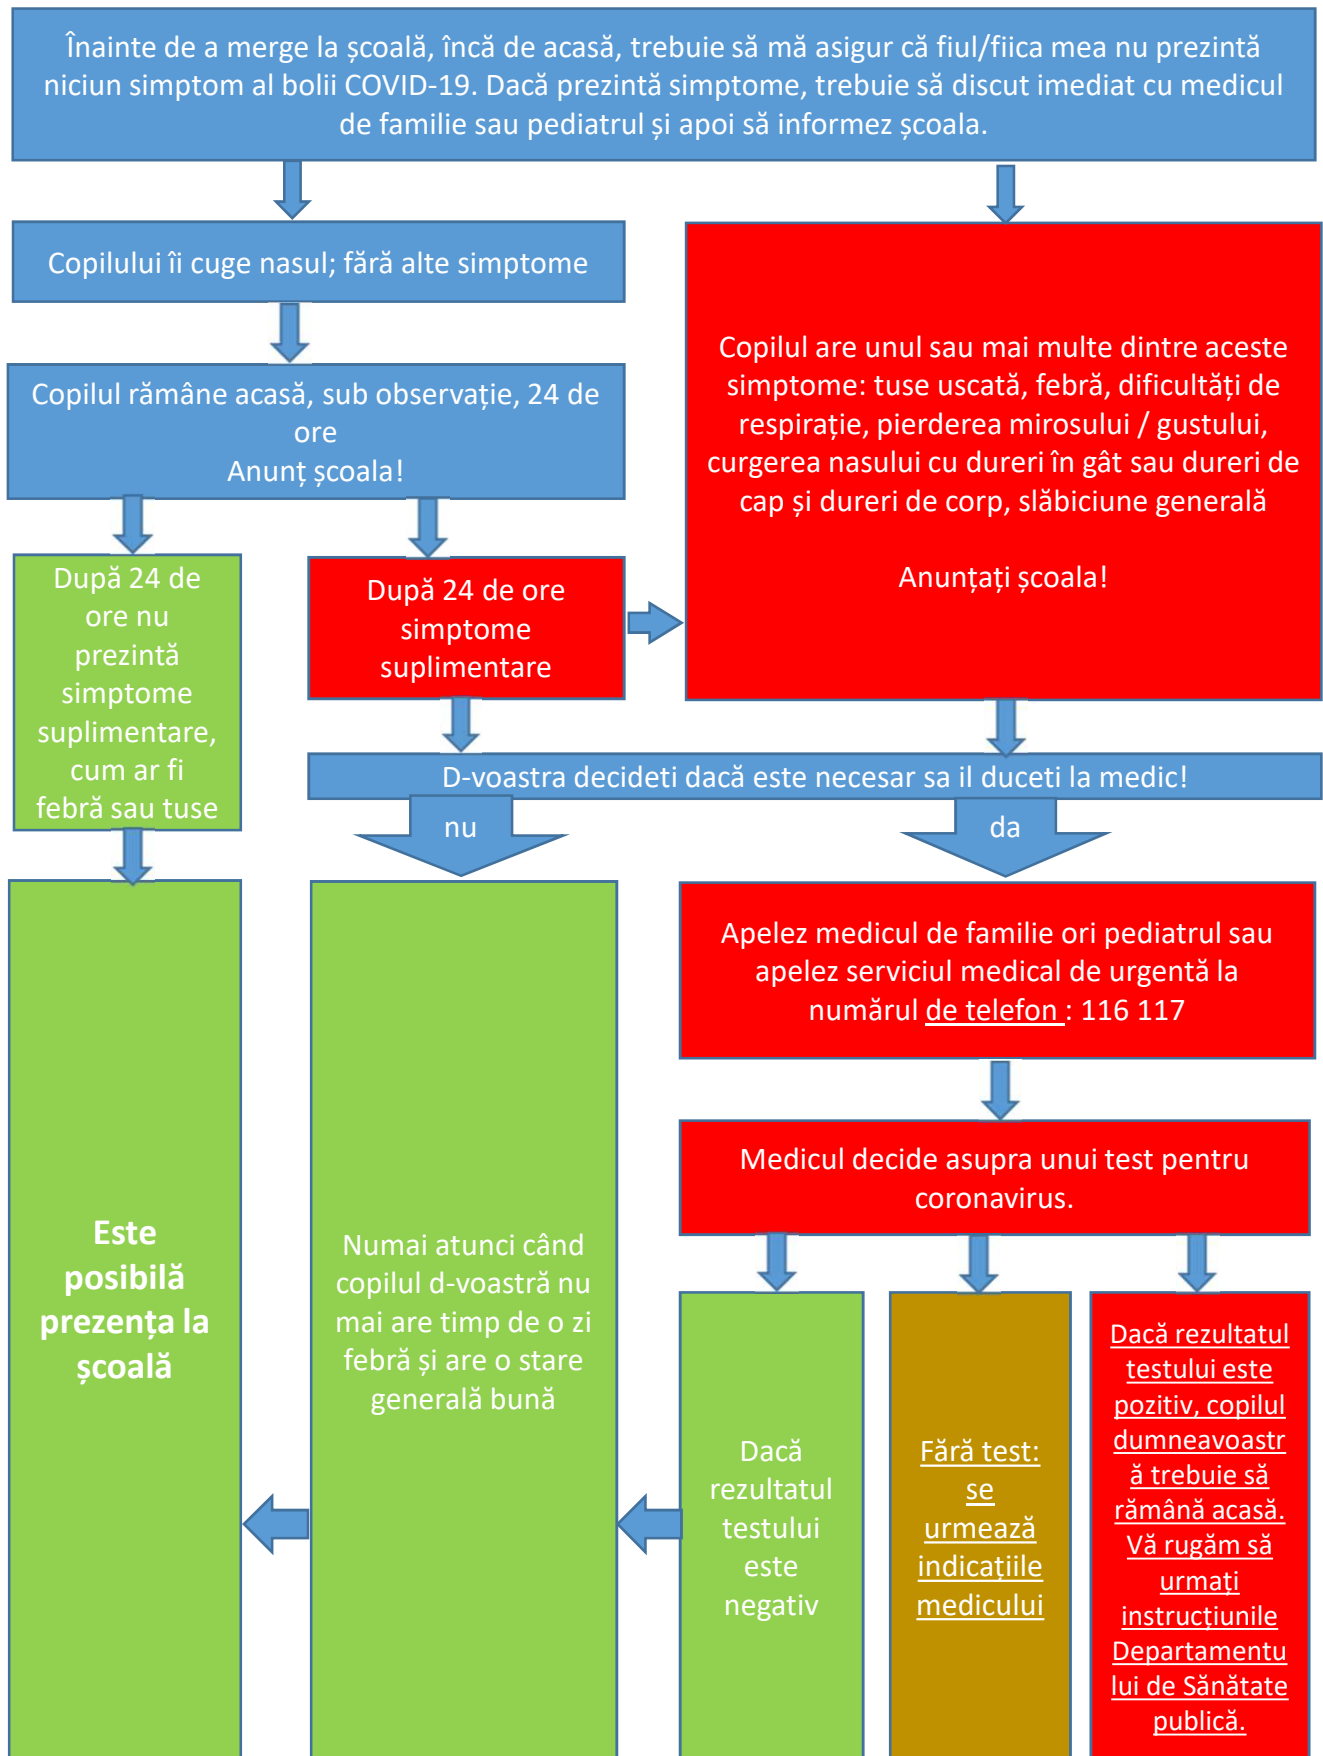 Înainte de a merge la școală, încă de acasă, trebuie să mă asigur că fiul/fiica mea nu prezintă
niciun simptom al bolii COVID-19. Dacă prezintă simptome, trebuie să discut imediat cu medicul
de familie sau pediatrul și apoi să informez școala.
Copilului îi cuge nasul; fără alte simptome
Copilul rămâne acasă, sub observație, 24 de
ore
Anunț școala!
Copilul are unul sau mai multe dintre aceste
simptome: tuse uscată, febră, dificultăți de
respirație, pierderea mirosului / gustului,
curgerea nasului cu dureri în gât sau dureri de
cap și dureri de corp, slăbiciune generală
Anunțați școala!
După 24 de
ore nu
prezintă
simptome
suplimentare,
cum ar fi
febră sau tuse
După 24 de ore
simptome
suplimentare
D-voastra decideti dacă este necesar sa il duceti la medic!
nu
da
Este
posibilă
prezența la
școală
Numai atunci când
copilul d-voastră nu
mai are timp de o zi
febră și are o stare
generală bună
Apelez medicul de familie ori pediatrul sau
apelez serviciul medical de urgentă la
numărul de telefon : 116 117
Medicul decide asupra unui test pentru
coronavirus.
Dacă
rezultatul
testului
este
negativ
Fără test:
se
urmează
indicațiile
medicului
Dacă rezultatul
testului este
pozitiv, copilul
dumneavoastr
ă trebuie să
rămână acasă.
Vă rugăm să
urmați
instrucțiunile
Departamentu
lui de Sănătate
publică.